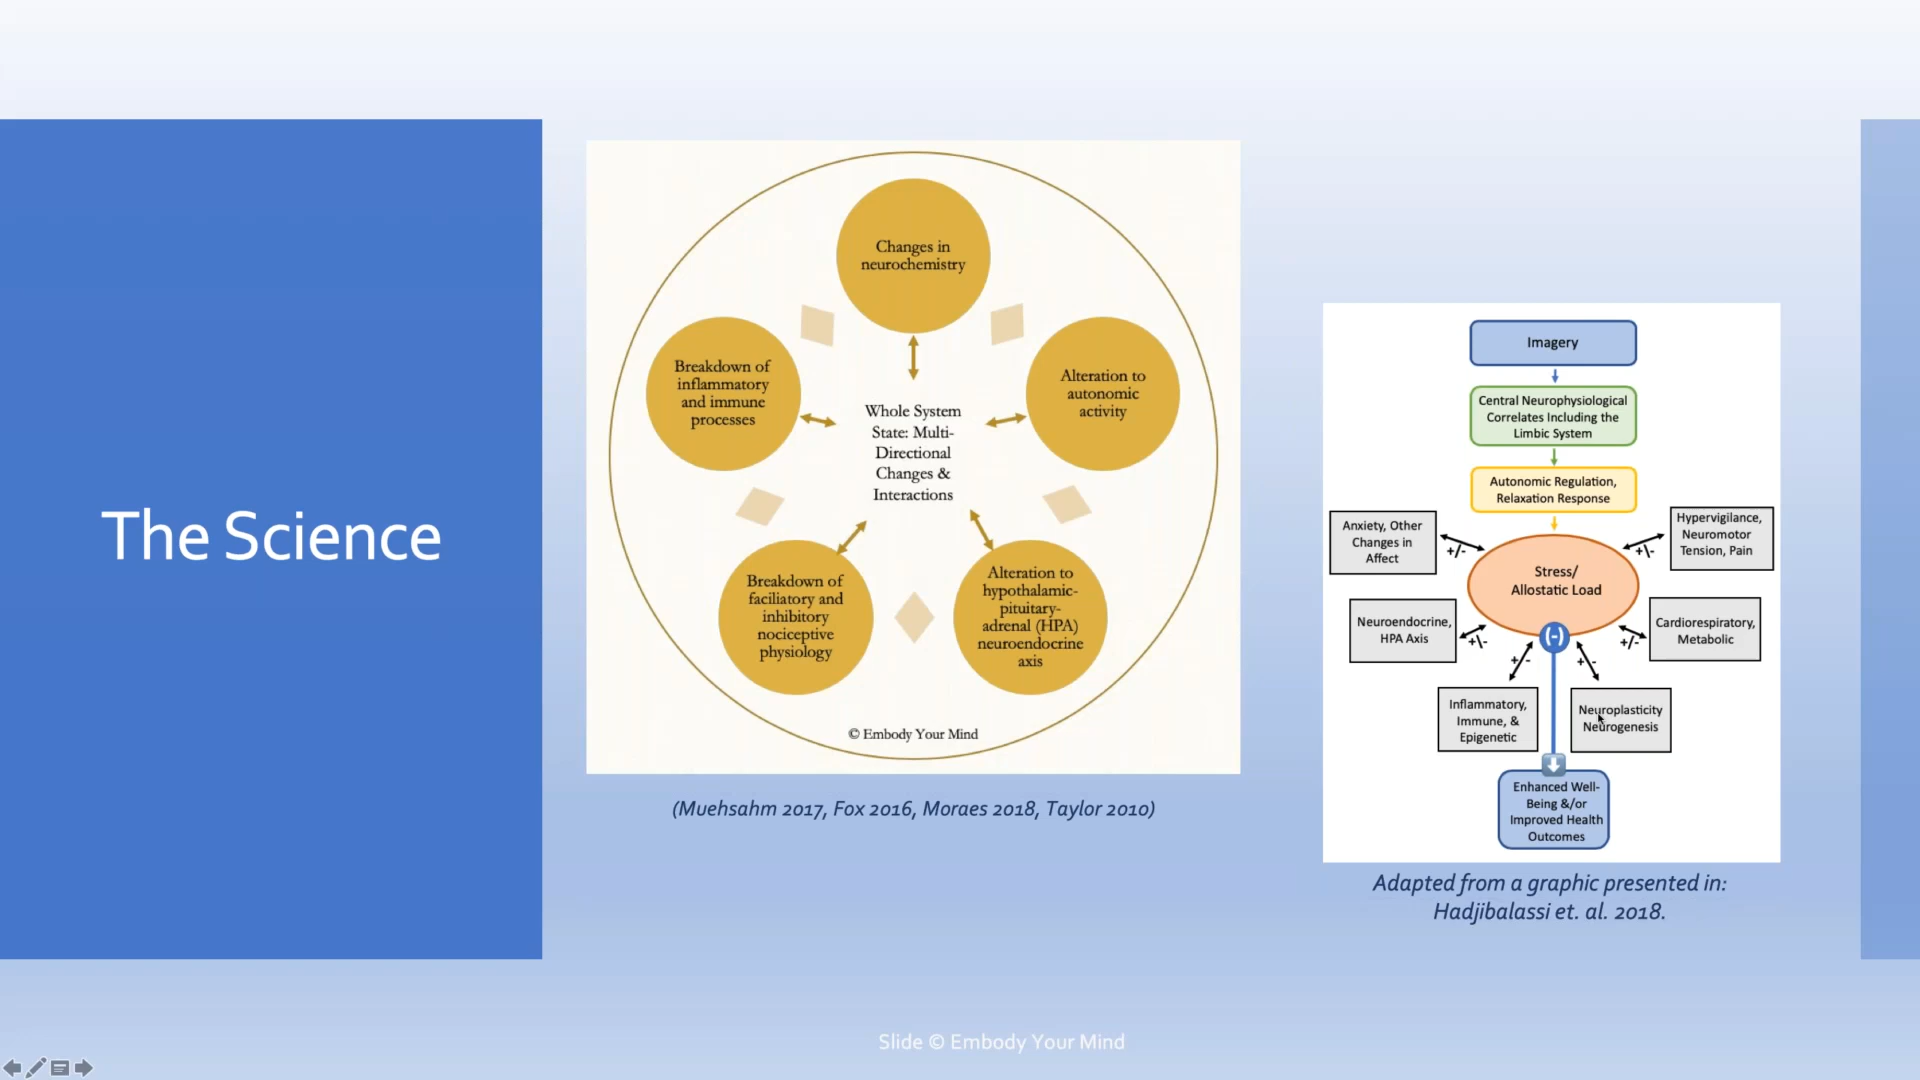 The Science
Changes in
neurochemistry
Breakdown of
inflammatory
and immune
processes
Alteration to
autonomic
activity
Whole System
State: Multi-
Directional
Changes &
Interactions
Breakdown of
faciliatory and
inhibitory
nociceptive
physiology
Alteration to
hypothalamic-
pituitary-
adrenal (HPA)
neuroendocrine
axis
© Embody Your Mind
(Muehsahm 2017, Fox 2016, Moraes 2018, Taylor 2010)
Imagery
Central Neurophysiological
Correlates Including the
Limbic System
Autonomic Regulation,
Relaxation Response
Anxiety, Other
Changes in
Affect
+/-
Hypervigilance,
Neuromotor
Tension, Pain
+/-
Stress/
Allostatic Load
Neuroendocrine,
HPA Axis
+/-
(-)
Cardiorespiratory,
Metabolic
+/-
+/-
+/-
Inflammatory,
Immune, &
Epigenetic
Neuroplasticity
Neurogenesis
Enhanced Well-
Being &/or
Improved Health
Outcomes
Adapted from a graphic presented in:
Hadjibalassi et. al. 2018.
Slide © Embody Your Mind